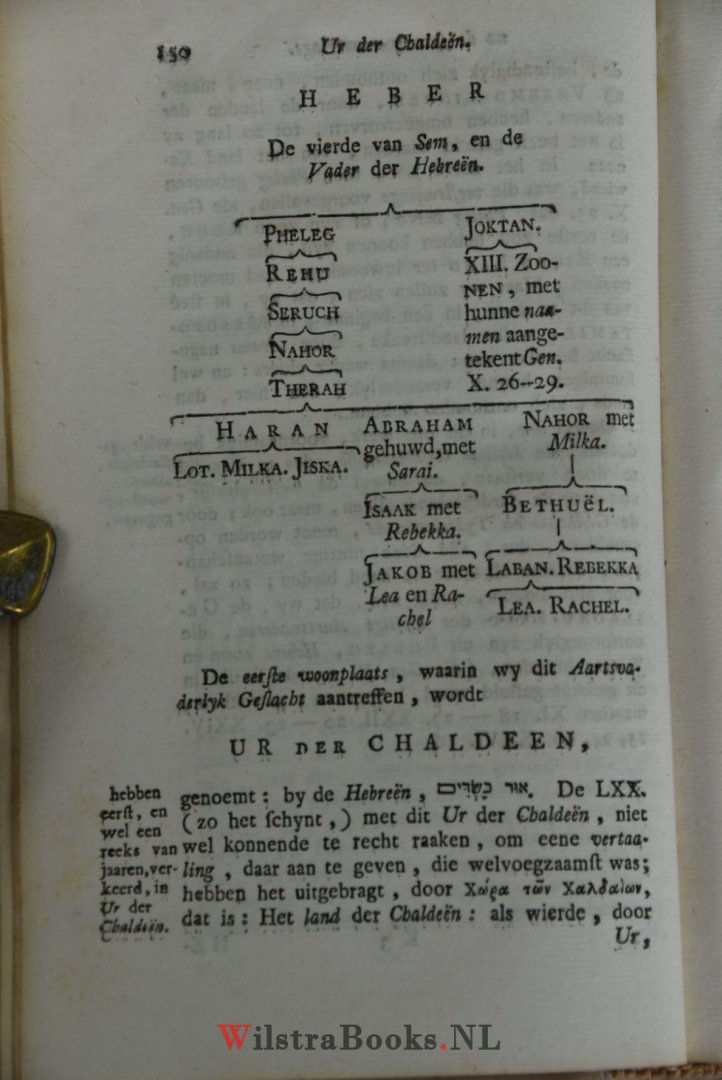 150
Ur der Chaldeën.
HEBER
De vierde van Sem, en de
Vader der Hebreën.
PHELEG
REHU
SERUCH
NAHOR
THERAH
JOKTAN.
XIII. ZOO-
NEN, met
hunne naa-
men aange-
tekent Gen.
X. 26-29.
HARAN
LOT. MILKA. JISKA.
ABRAHAM
gehuwd, met
Sarai.
ISAAK met
Rebekka.
JAKOB met
Lea en Ra-
chel
NAHOR met
Milka.
BETHUËL.
LABAN. REBEKKA
LEA. RACHEL.
De eerſte woonplaats, waarin wy dit Aartsva-
derlyk Geſlacht aantreffen, wordt
UR DER CHALDEEN,
hebben
eerſt, en
wel een
reeks van
jaaren, ver-
keerd, in
Ur der
Chaldeën.
genoemt: by de Hebreën, אור כַּשְׂדִּים. De LXX.
(zo het ſchynt,) met dit Ur der Chaldeën, niet
wel konnende te recht raaken, om eene vertaa-
ling, daar aan te geven, die welvoegzaamſt was;
hebben het uitgebragt, door Χώρα τῶν Χαλδαίων,
dat is: Het land der Chaldeën: als wierde, door
Ur,
WilstraBooks.NL